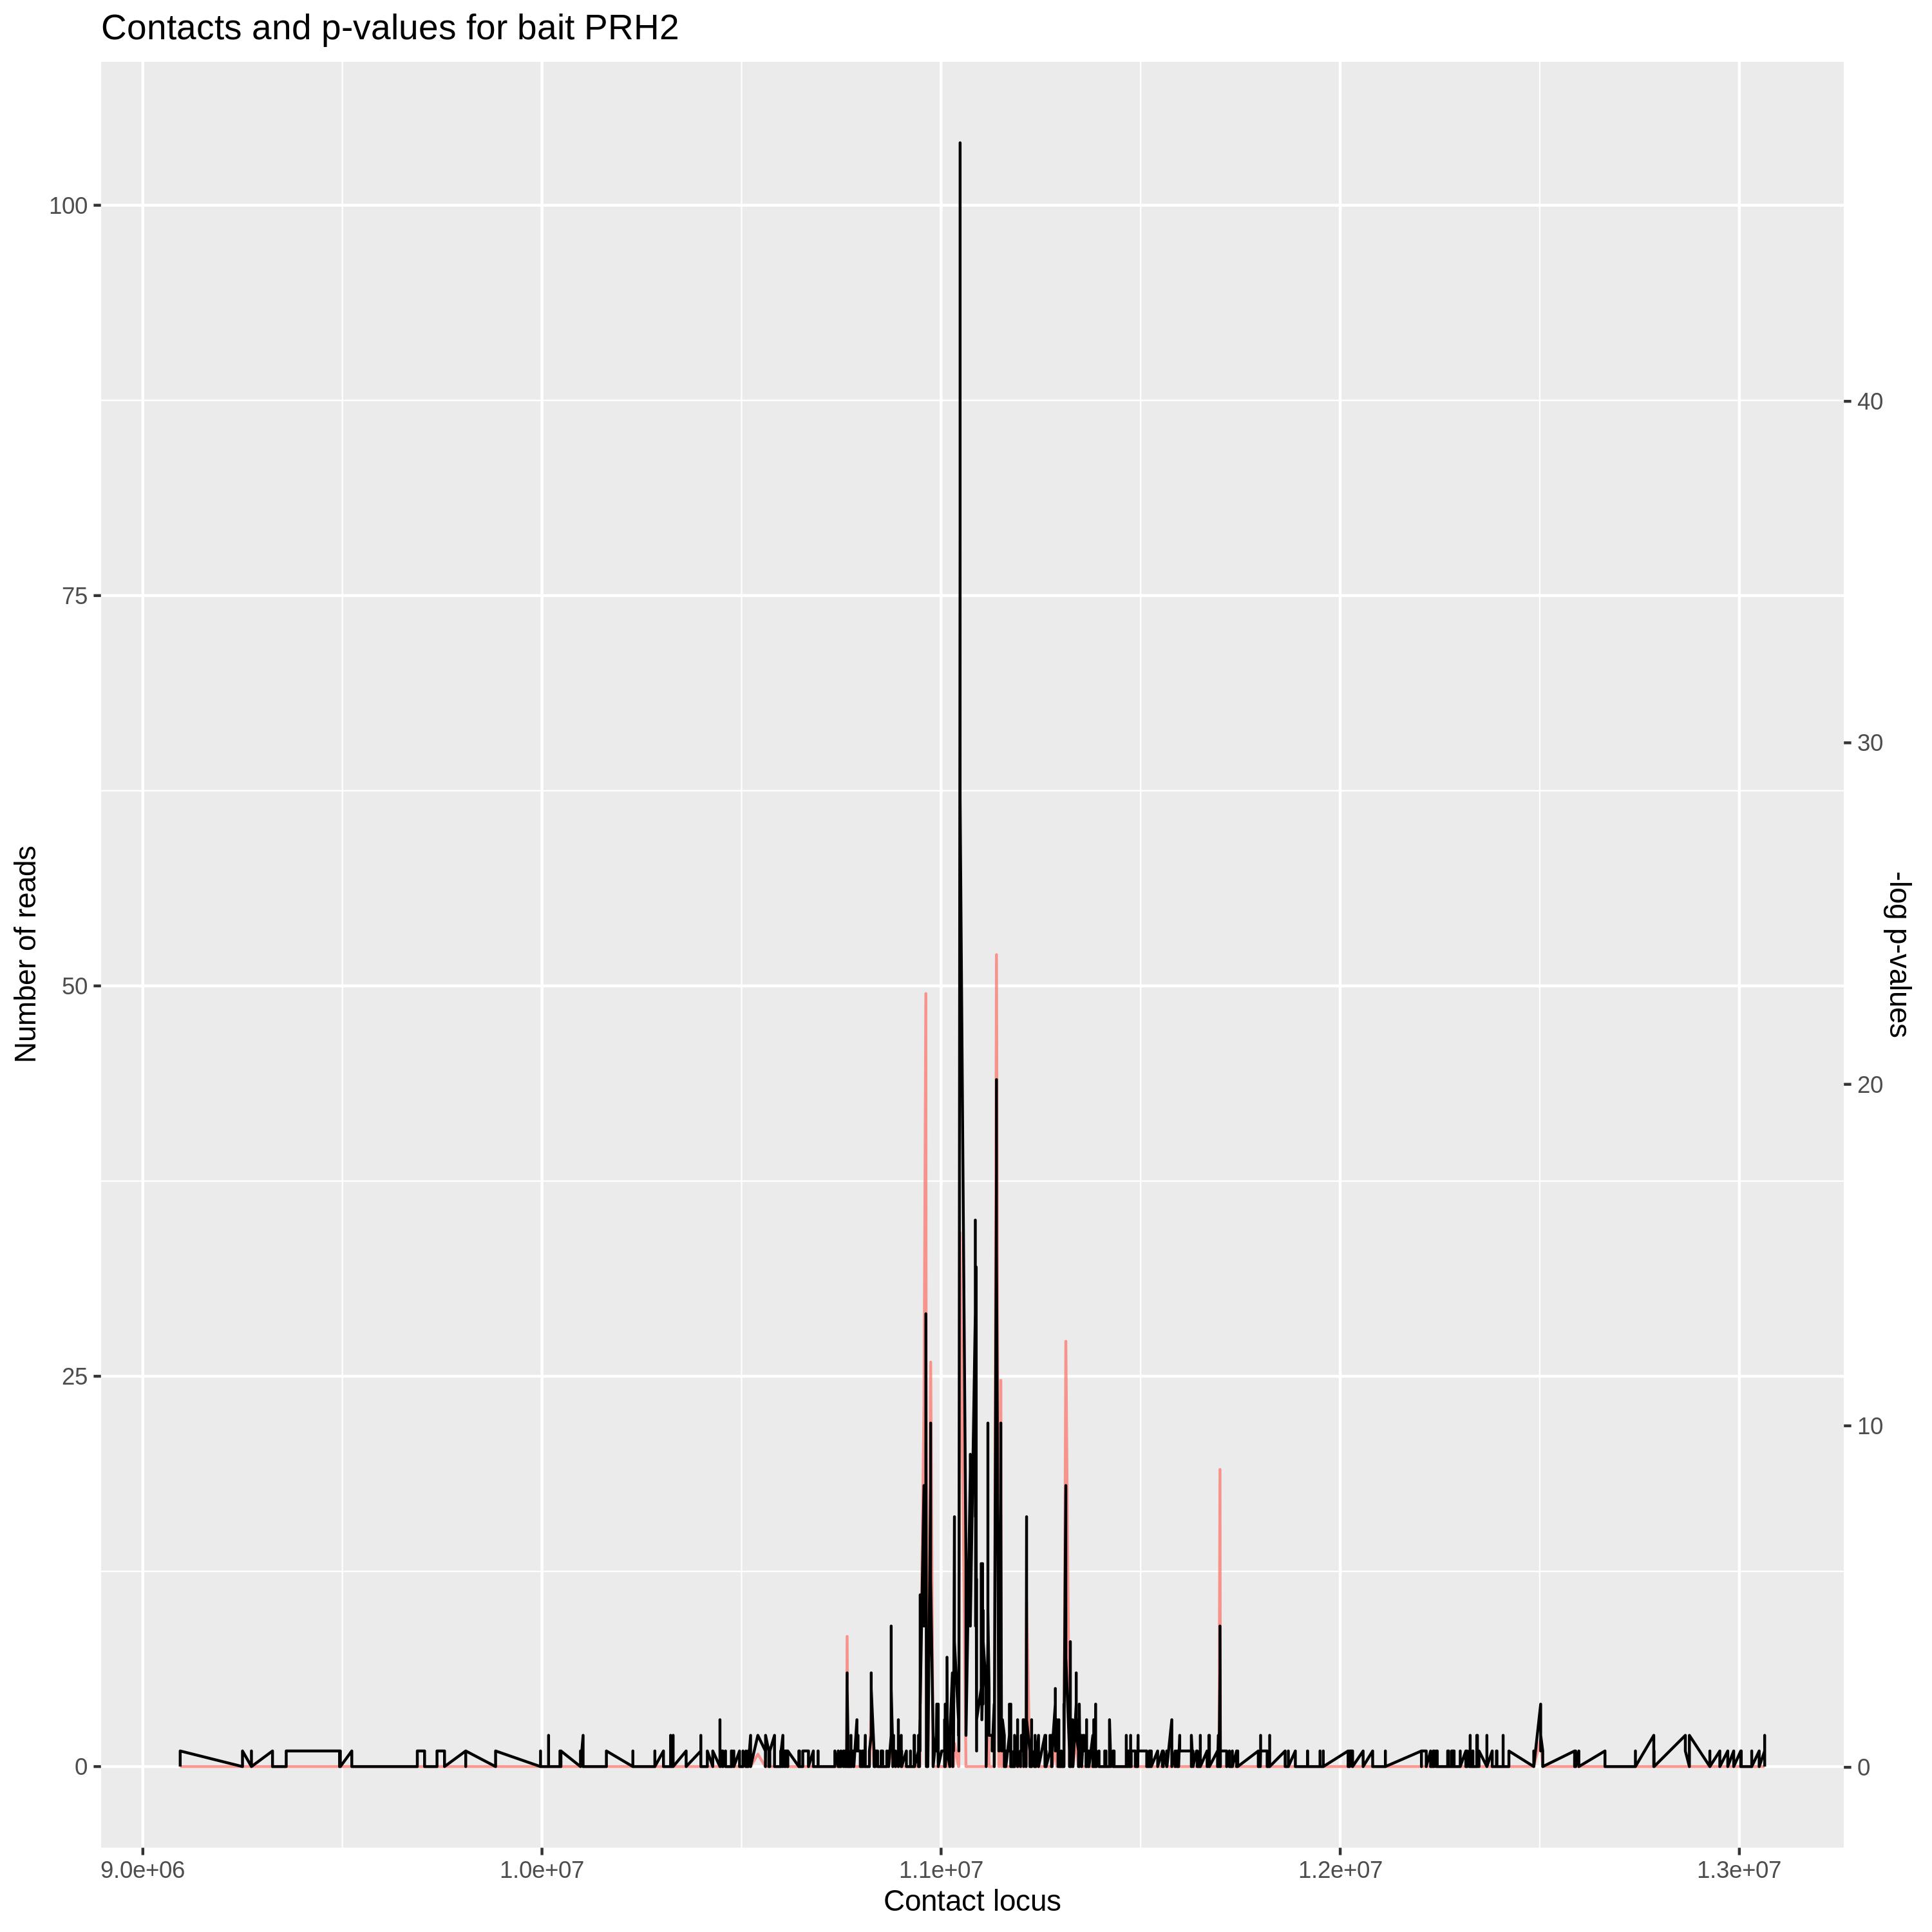 Contacts and p-values for bait PRH2
100
75
50
25
0
Number of reads
40
30
20
10
0
-log p-values
9.0e+06 1.0e+07 1.1e+07 1.2e+07 1.3e+07
Contact locus